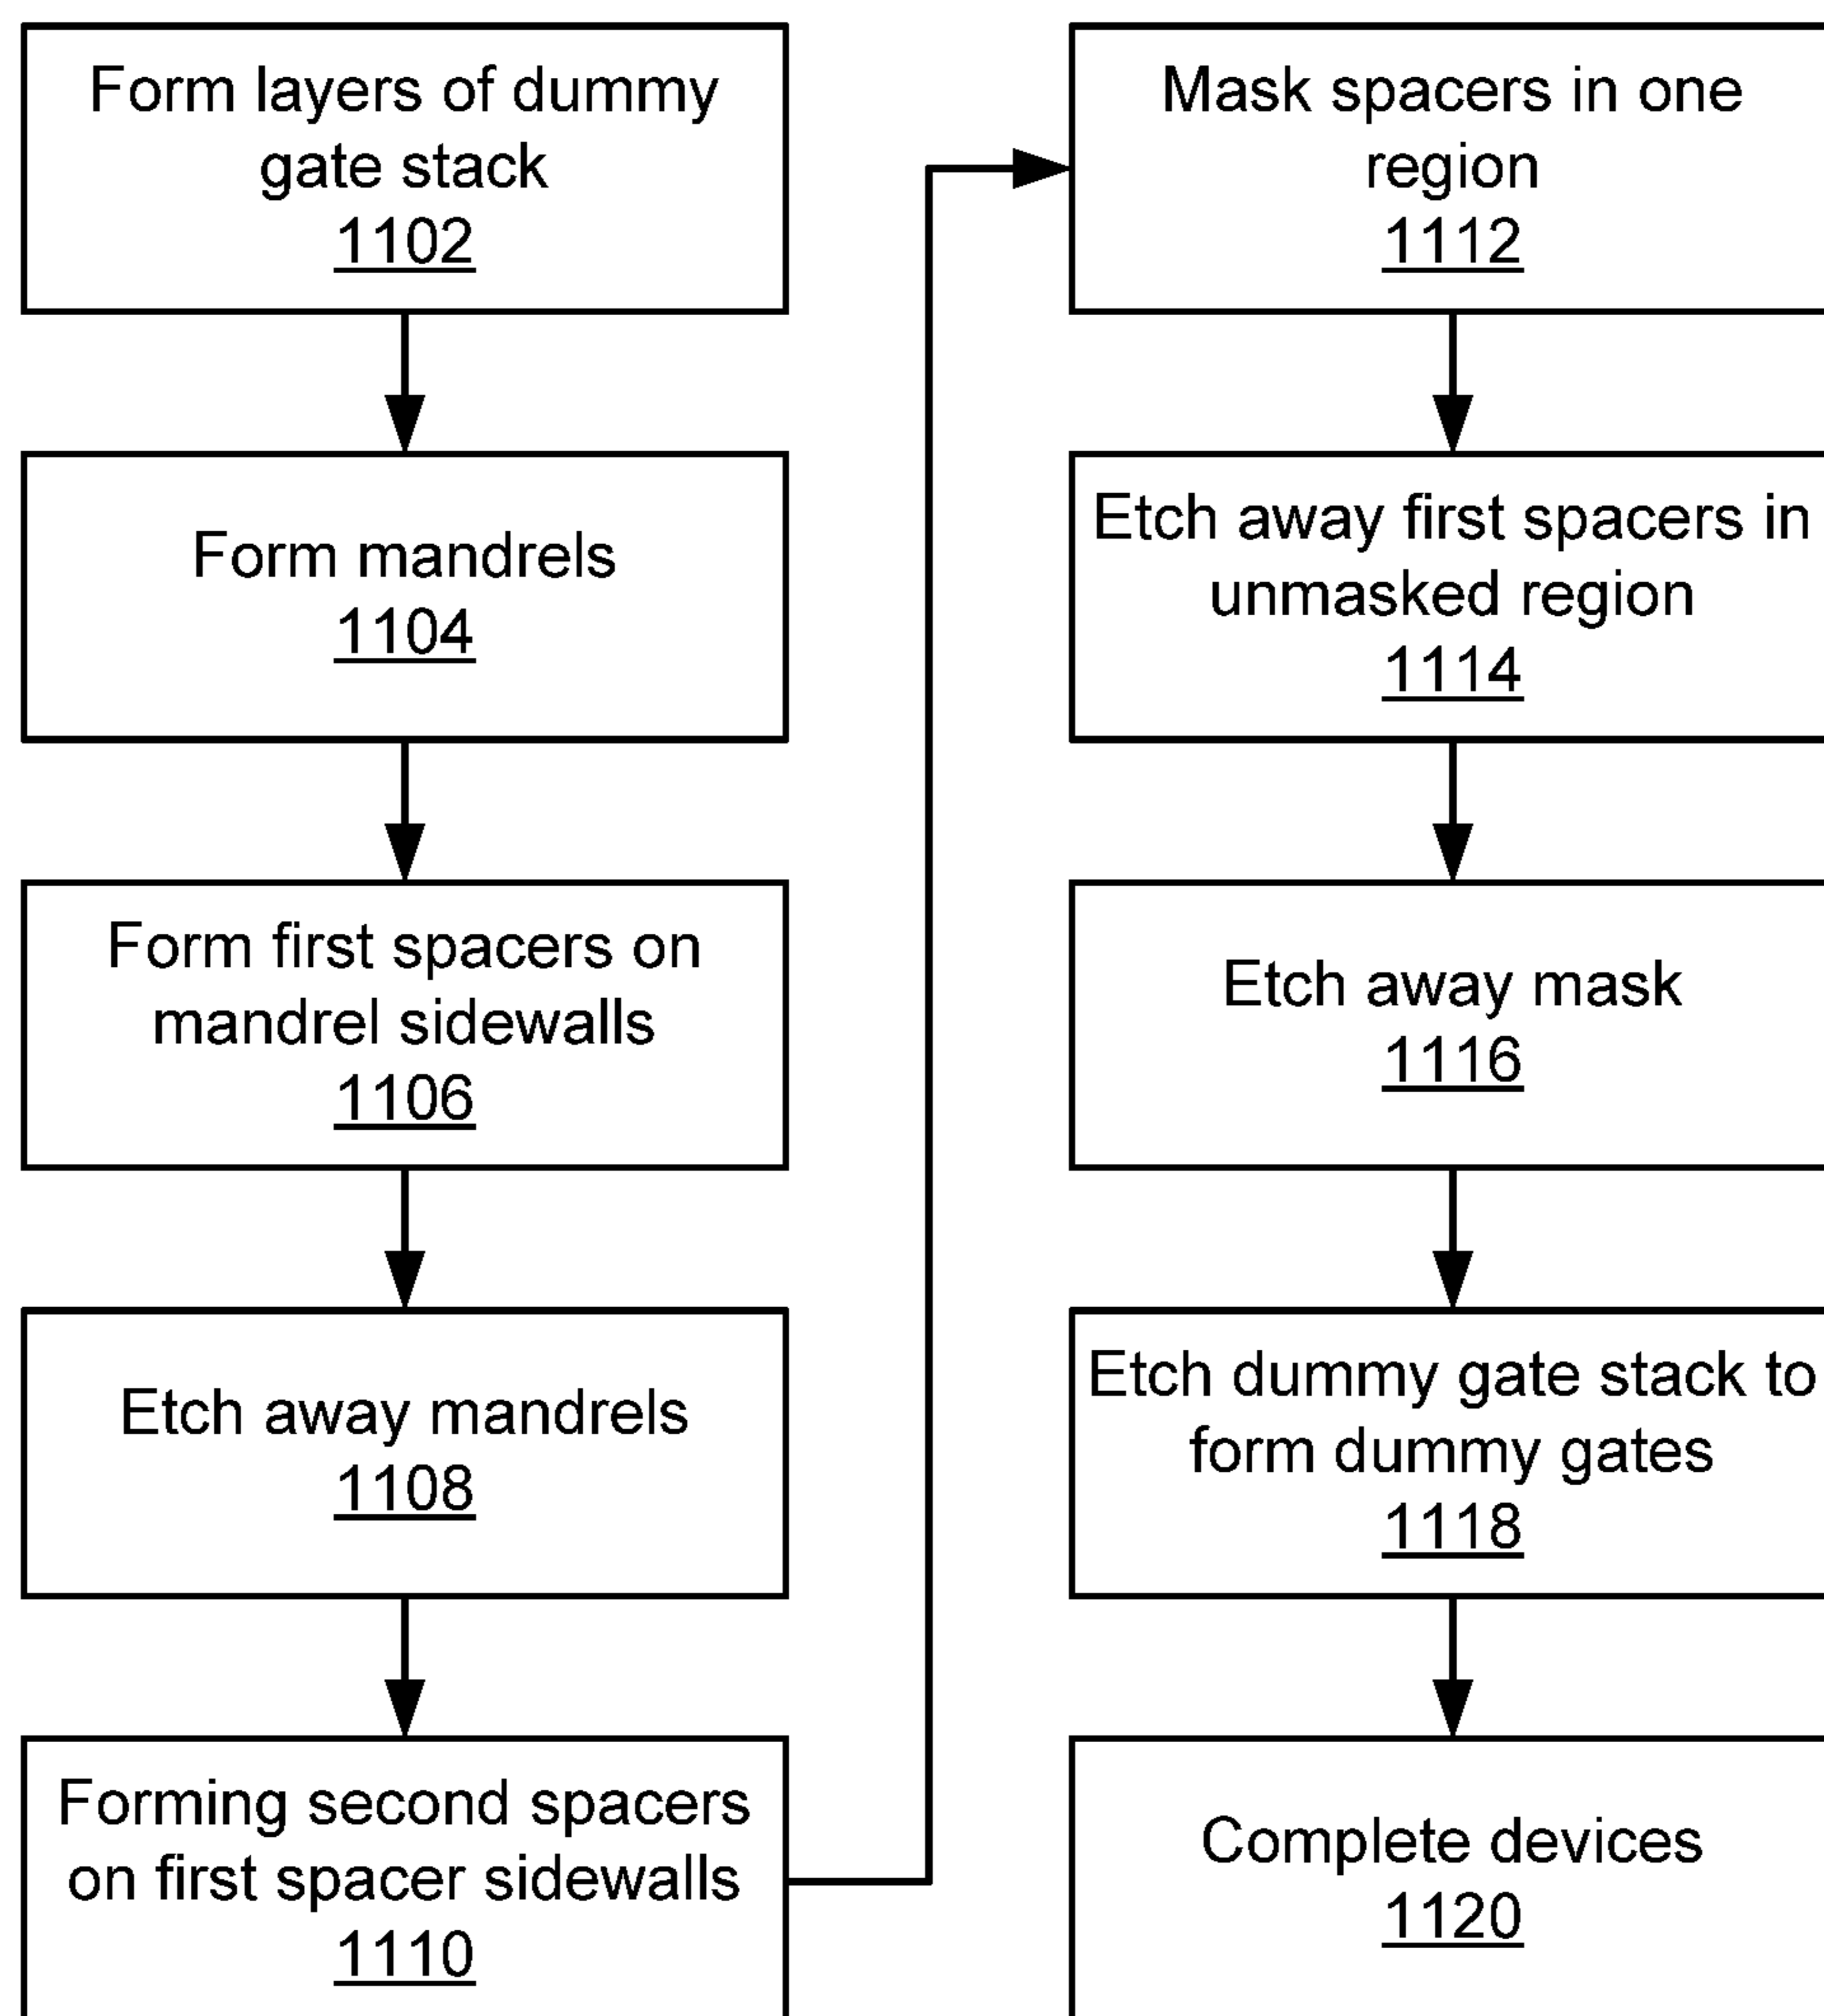 Form layers of dummy
gate stack
1102
Form mandrels
1104
Form first spacers on
mandrel sidewalls
1106
Etch away mandrels
1108
Forming second spacers
on first spacer sidewalls
1110
Mask spacers in one
region
1112
Etch away first spacers in
unmasked region
1114
Etch away mask
1116
Etch dummy gate stack to
form dummy gates
1118
Complete devices
1120